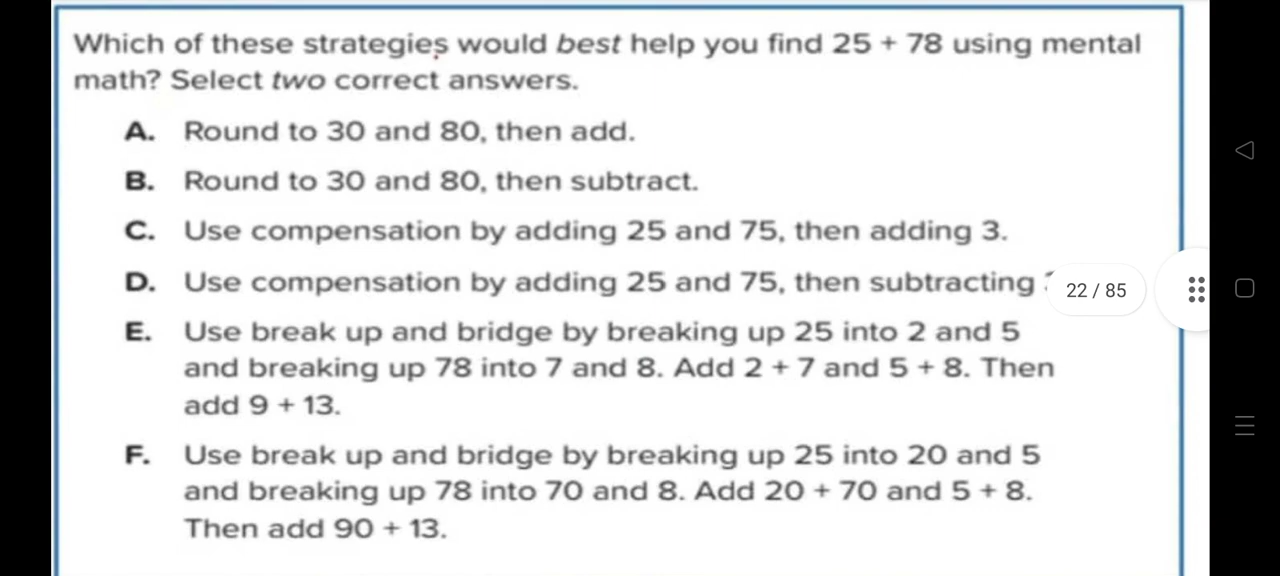 Which of these strategies would best help you find 25 + 78 using mental
math? Select two correct answers.
A. Round to 30 and 80, then add.
B. Round to 30 and 80, then subtract.
C. Use compensation by adding 25 and 75, then adding 3.
D. Use compensation by adding 25 and 75, then subtracting
22 / 85
E. Use break up and bridge by breaking up 25 into 2 and 5
and breaking up 78 into 7 and 8. Add 2 + 7 and 5 + 8. Then
add 9 + 13.
F. Use break up and bridge by breaking up 25 into 20 and 5
and breaking up 78 into 70 and 8. Add 20 + 70 and 5 + 8.
Then add 90 + 13.